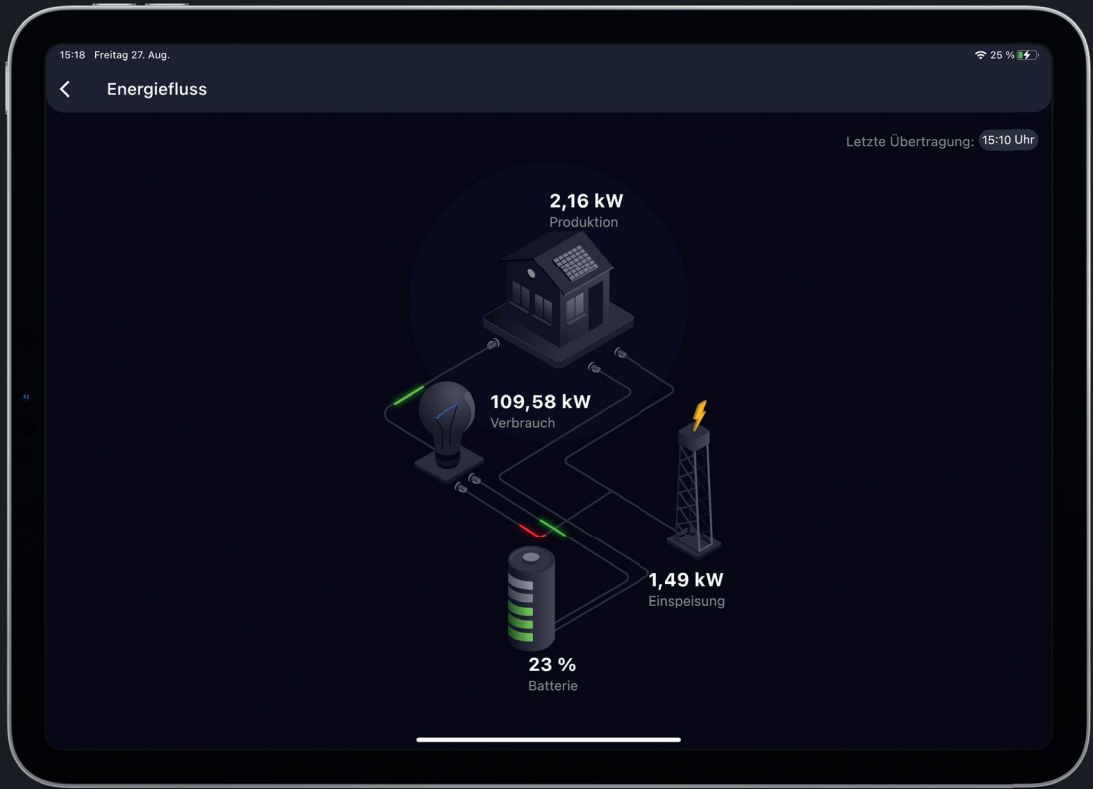 15:18 Freitag 27. Aug.
25 %
Energiefluss
Letzte Übertragung: 15:10 Uhr
2,16 kW
Produktion
109,58 kW
Verbrauch
1,49 kW
Einspeisung
23 %
Batterie